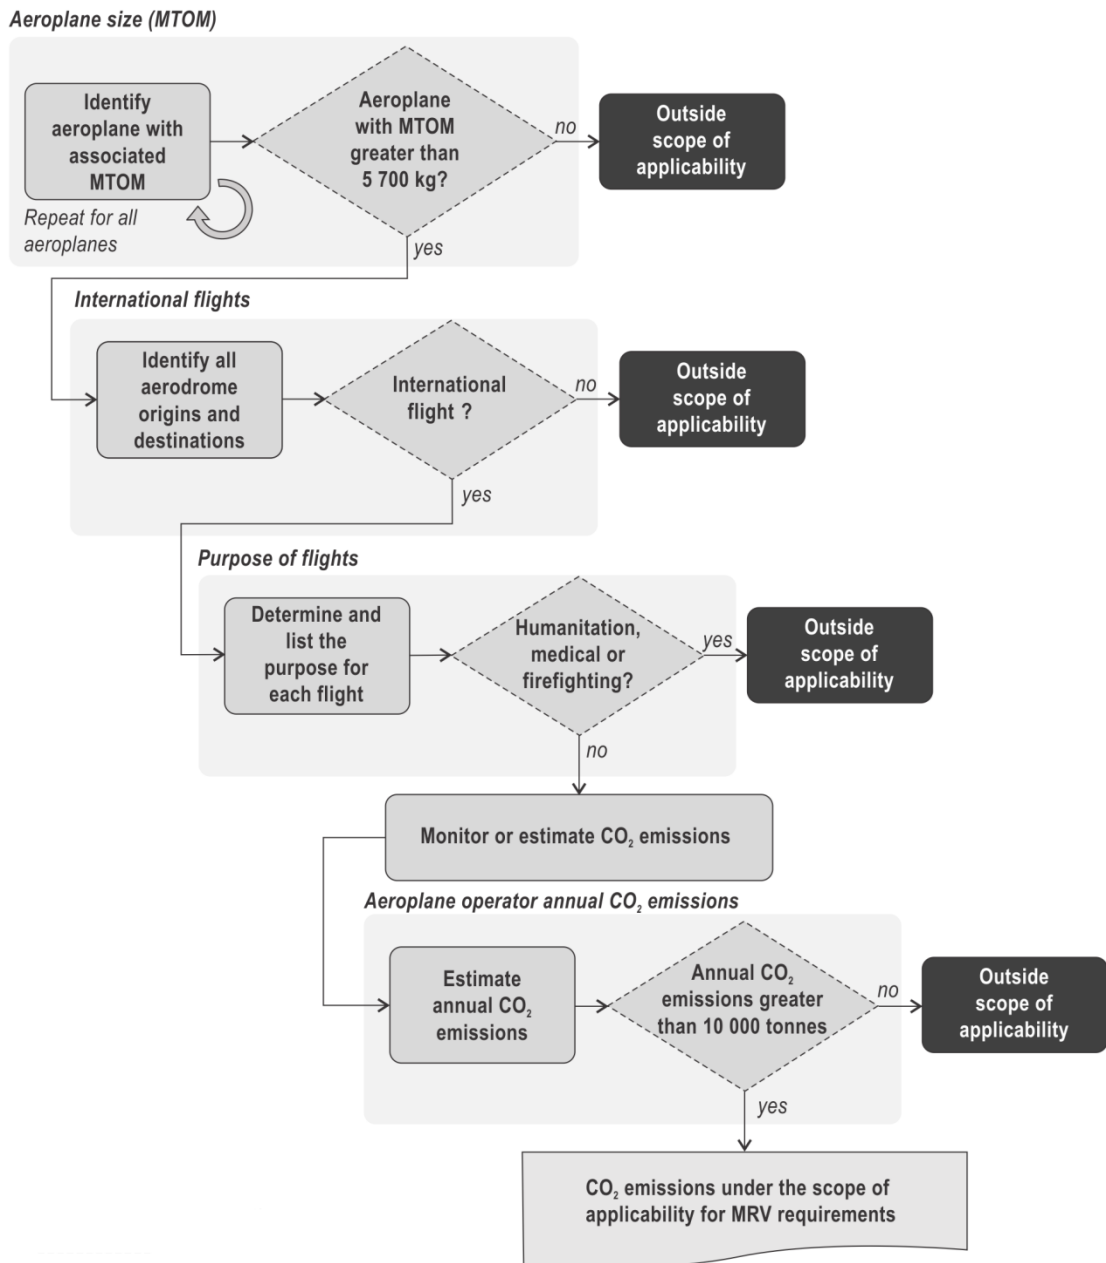 Aeroplane size (MTOM)
Identify
aeroplane with
associated
MTOM
Repeat for all
aeroplanes
Aeroplane
with MTOM
greater than
5 700 kg?
no
Outside
scope of
applicability
yes
International flights
Identify all
aerodrome
origins and
destinations
International
flight ?
no
Outside
scope of
applicability
yes
Purpose of flights
Determine and
list the
purpose for
each flight
Humanitation,
medical or
firefighting?
yes
Outside
scope of
applicability
no
Monitor or estimate CO₂ emissions
Aeroplane operator annual CO₂ emissions
Estimate
annual CO₂
emissions
Annual CO₂
emissions greater
than 10 000 tonnes
no
Outside
scope of
applicability
yes
CO₂ emissions under the scope of
applicability for MRV requirements